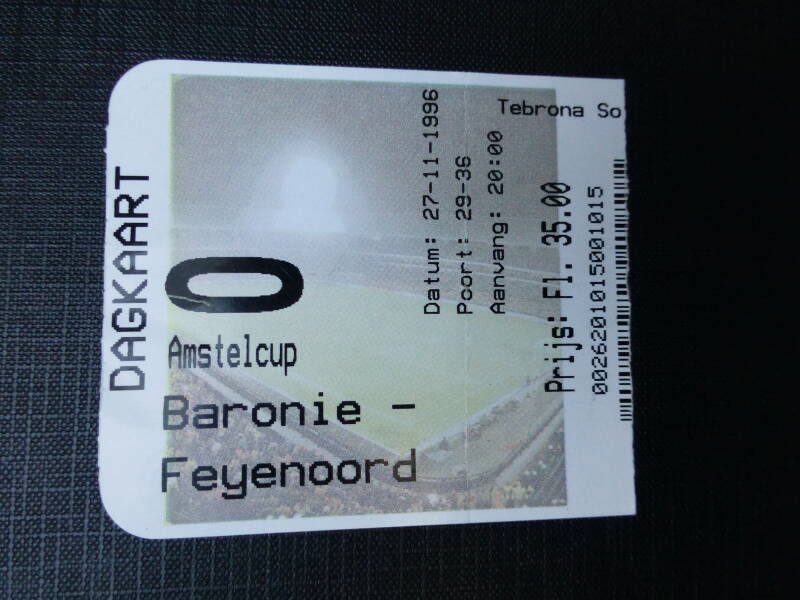 DAGKAART
O
Amstelcup
Baronie -
Feyenoord
Datum: 27-11-1996
Poort: 29-36
Aanvang: 20:00
Tebrona So
Prijs: Fl. 35.00
0026201015001015